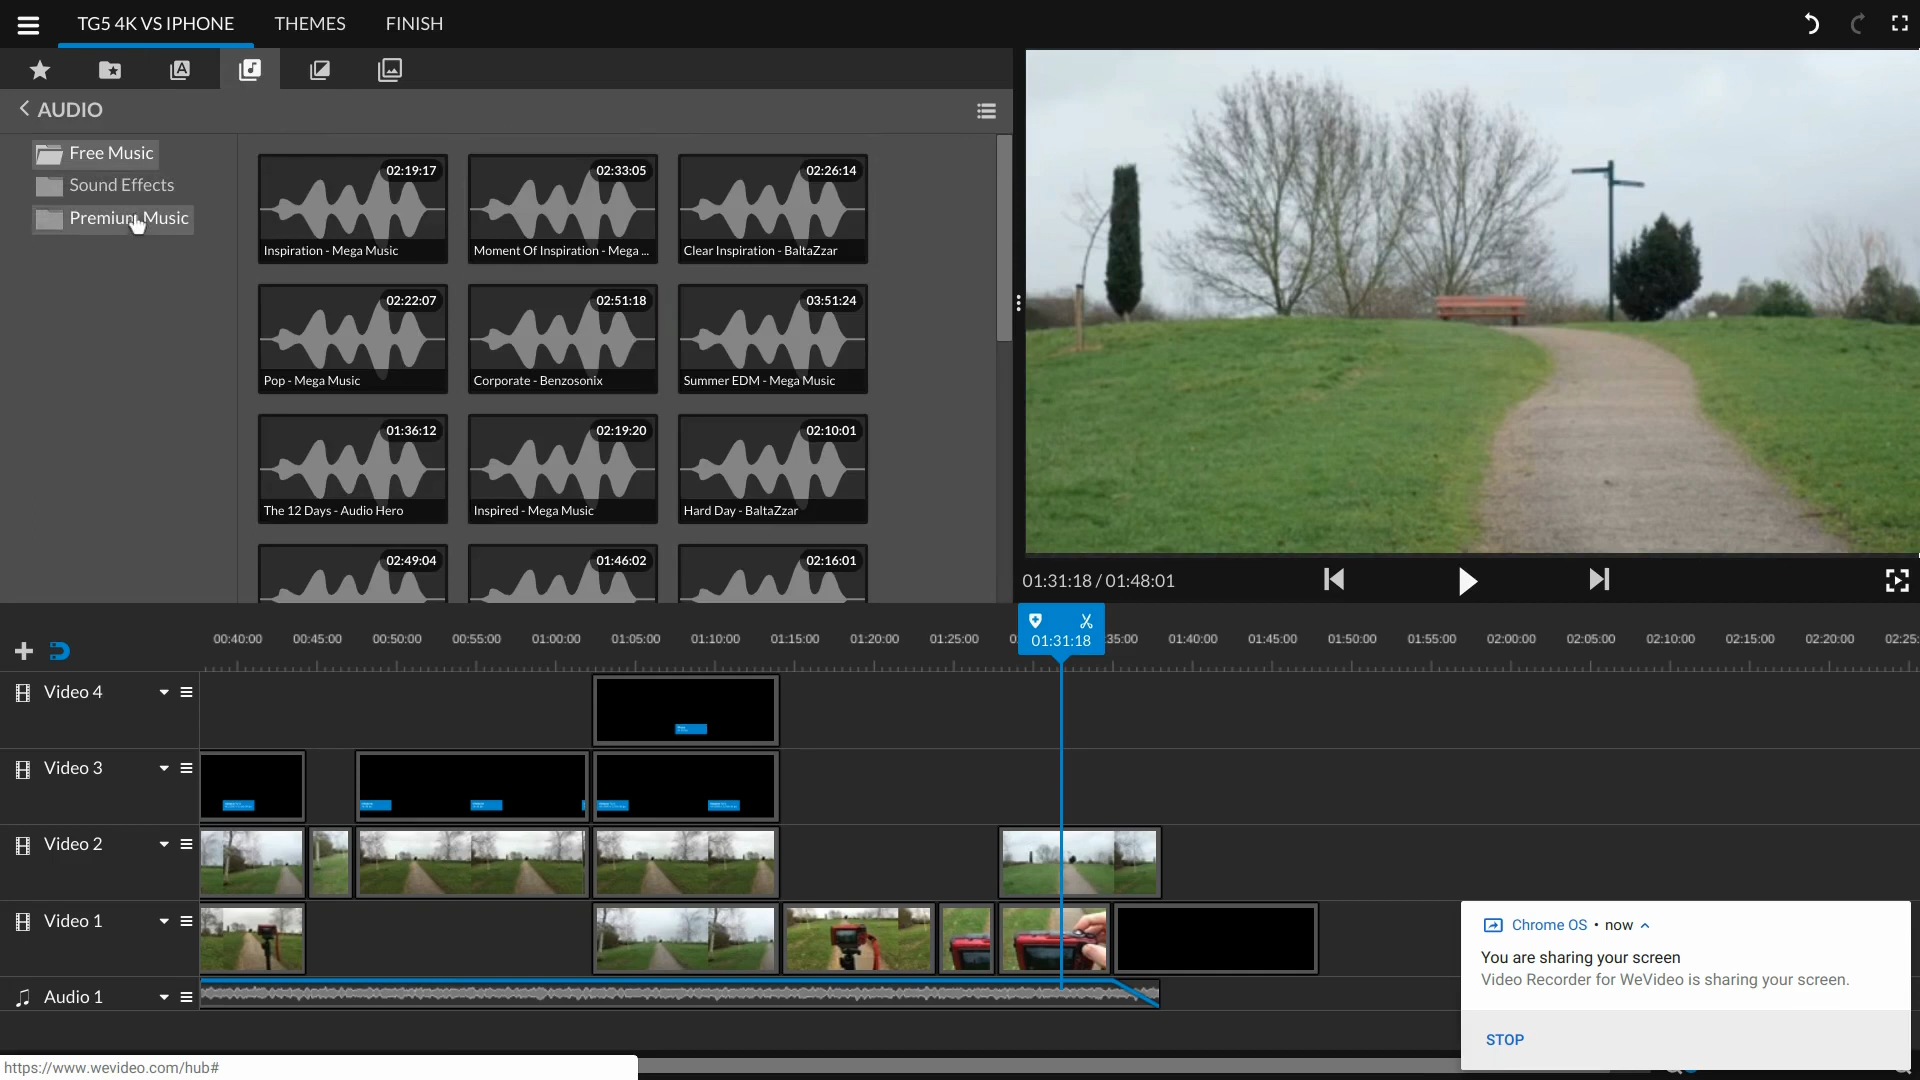 TG5 4K VS IPHONE
THEMES
FINISH
AUDIO
Free Music
Sound Effects
Premium Music
02:19:17
Inspiration - Mega Music
02:33:05
Moment Of Inspiration - Mega ...
02:26:14
Clear Inspiration - BaltaZzar
02:22:07
Pop - Mega Music
02:51:18
Corporate - Benzosonix
03:51:24
Summer EDM - Mega Music
01:36:12
The 12 Days - Audio Hero
02:19:20
Inspired - Mega Music
02:10:01
Hard Day - BaltaZzar
02:49:04
01:46:02
02:16:01
01:31:18 / 01:48:01
00:40:00 00:45:00 00:50:00 00:55:00 01:00:00 01:05:00 01:10:00 01:15:00 01:20:00 01:25:00 01:31:18 35:00 01:40:00 01:45:00 01:50:00 01:55:00 02:00:00 02:05:00 02:10:00 02:15:00 02:20:00 02:25:
Video 4
Video 3
Video 2
Video 1
Audio 1
Chrome OS • now
You are sharing your screen
Video Recorder for WeVideo is sharing your screen.
STOP
https://www.wevideo.com/hub#